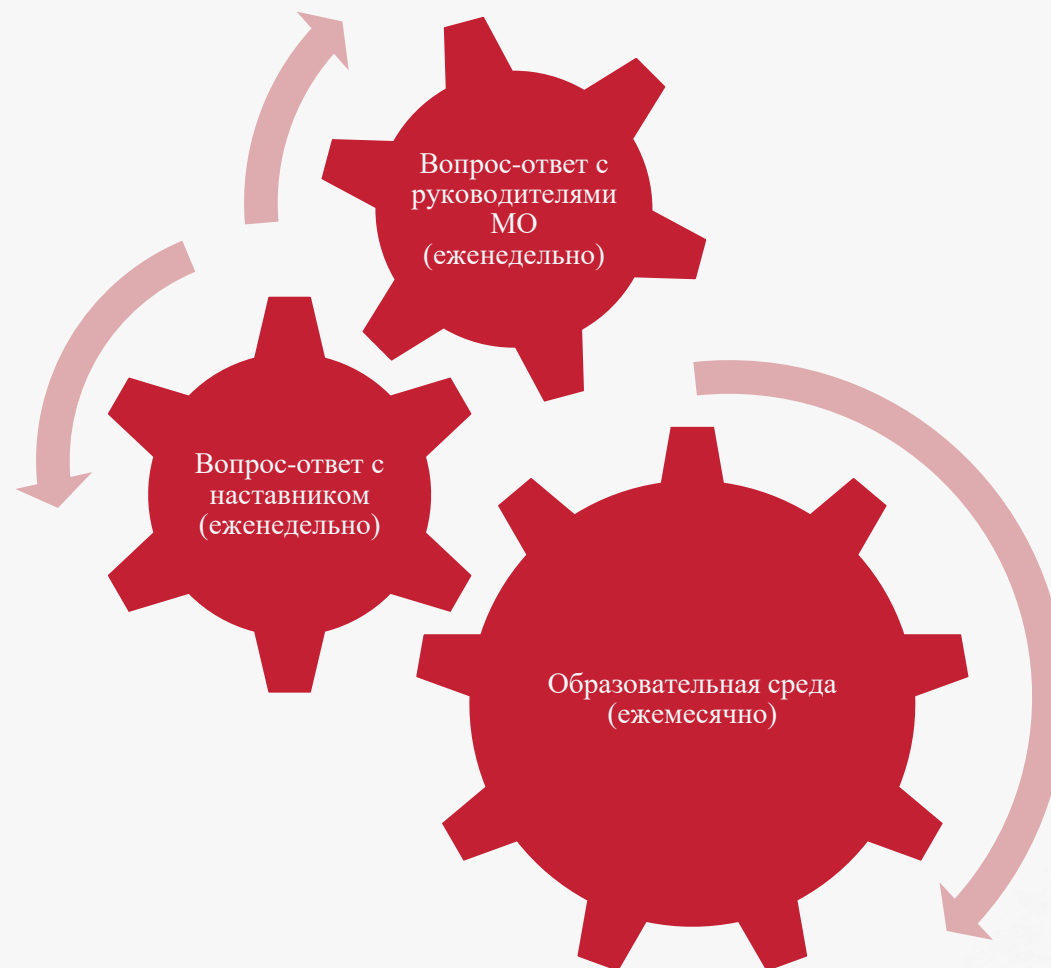 Вопрос-ответ с
руководителями
МО
(еженедельно)
Вопрос-ответ с
наставником
(еженедельно)
Образовательная среда
(ежемесячно)